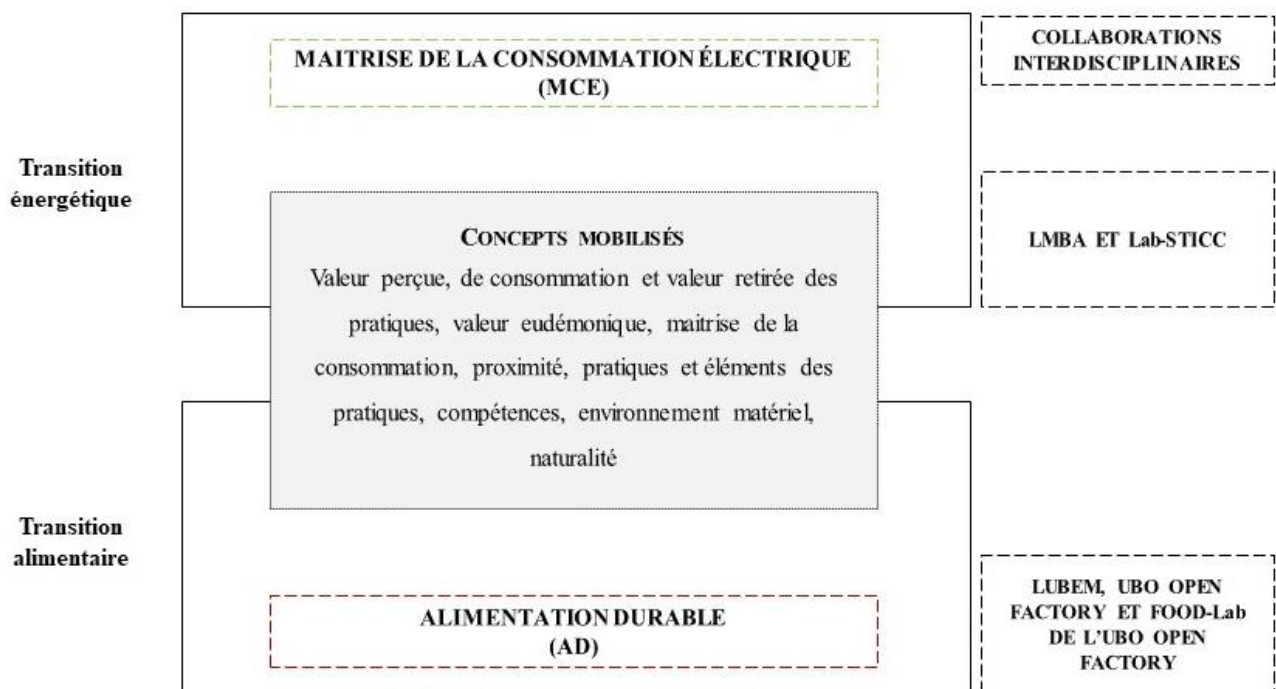 MAITRISE DE LA CONSOMMATION ÉLECTRIQUE
(MCE)
COLLABORATIONS
INTERDISCIPLINAIRES
Transition
énergétique
LMBA ET Lab-STICC
CONCEPTS MOBILISÉS
Valeur perçue, de consommation et valeur retirée des
pratiques, valeur eudémonique, maitrise de la
consommation, proximité, pratiques et éléments des
pratiques, compétences, environnement matériel,
naturalité
Transition
alimentaire
ALIMENTATION DURABLE
(AD)
LUBEM, UBO OPEN
FACTORY ET FOOD-Lab
DE L'UBO OPEN
FACTORY